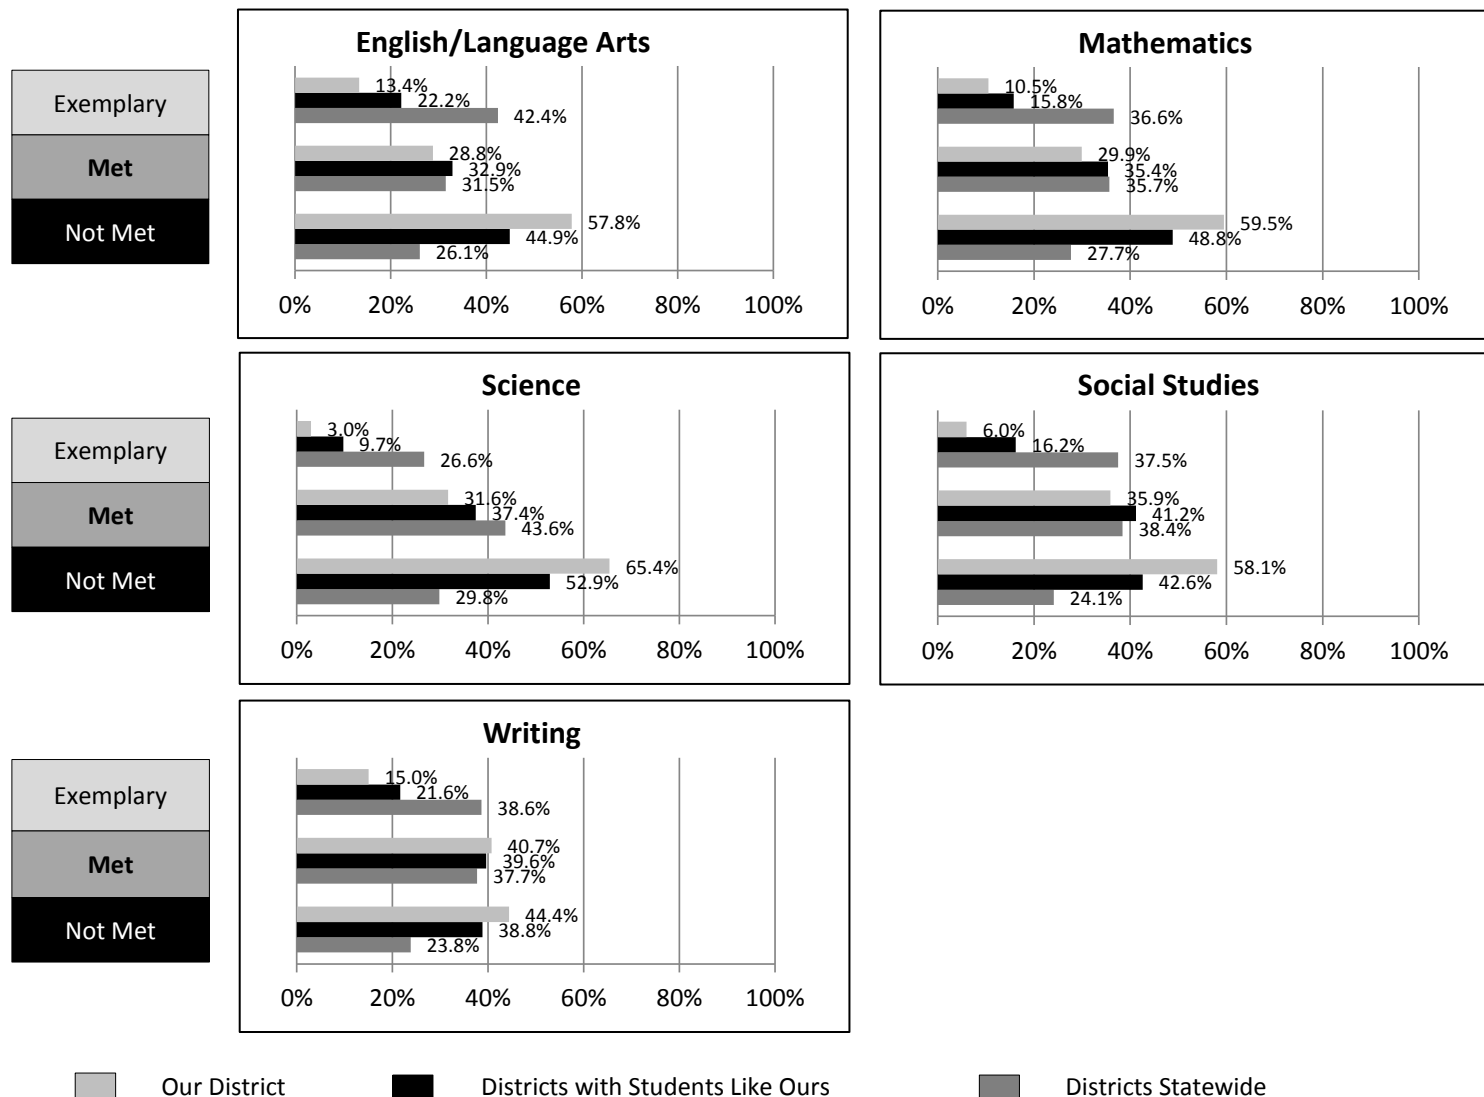 English/Language Arts
Exemplary
Met
Not Met
13.4%
22.2%
42.4%
28.8%
32.9%
31.5%
57.8%
44.9%
26.1%
0% 20% 40% 60% 80% 100%
Mathematics
10.5%
15.8%
36.6%
29.9%
35.4%
35.7%
59.5%
48.8%
27.7%
0% 20% 40% 60% 80% 100%
Science
Exemplary
Met
Not Met
3.0%
9.7%
26.6%
31.6%
37.4%
43.6%
65.4%
52.9%
29.8%
0% 20% 40% 60% 80% 100%
Social Studies
6.0%
16.2%
37.5%
35.9%
41.2%
38.4%
58.1%
42.6%
24.1%
0% 20% 40% 60% 80% 100%
Writing
Exemplary
Met
Not Met
15.0%
21.6%
38.6%
40.7%
39.6%
37.7%
44.4%
38.8%
23.8%
0% 20% 40% 60% 80% 100%
Our District Districts with Students Like Ours Districts Statewide